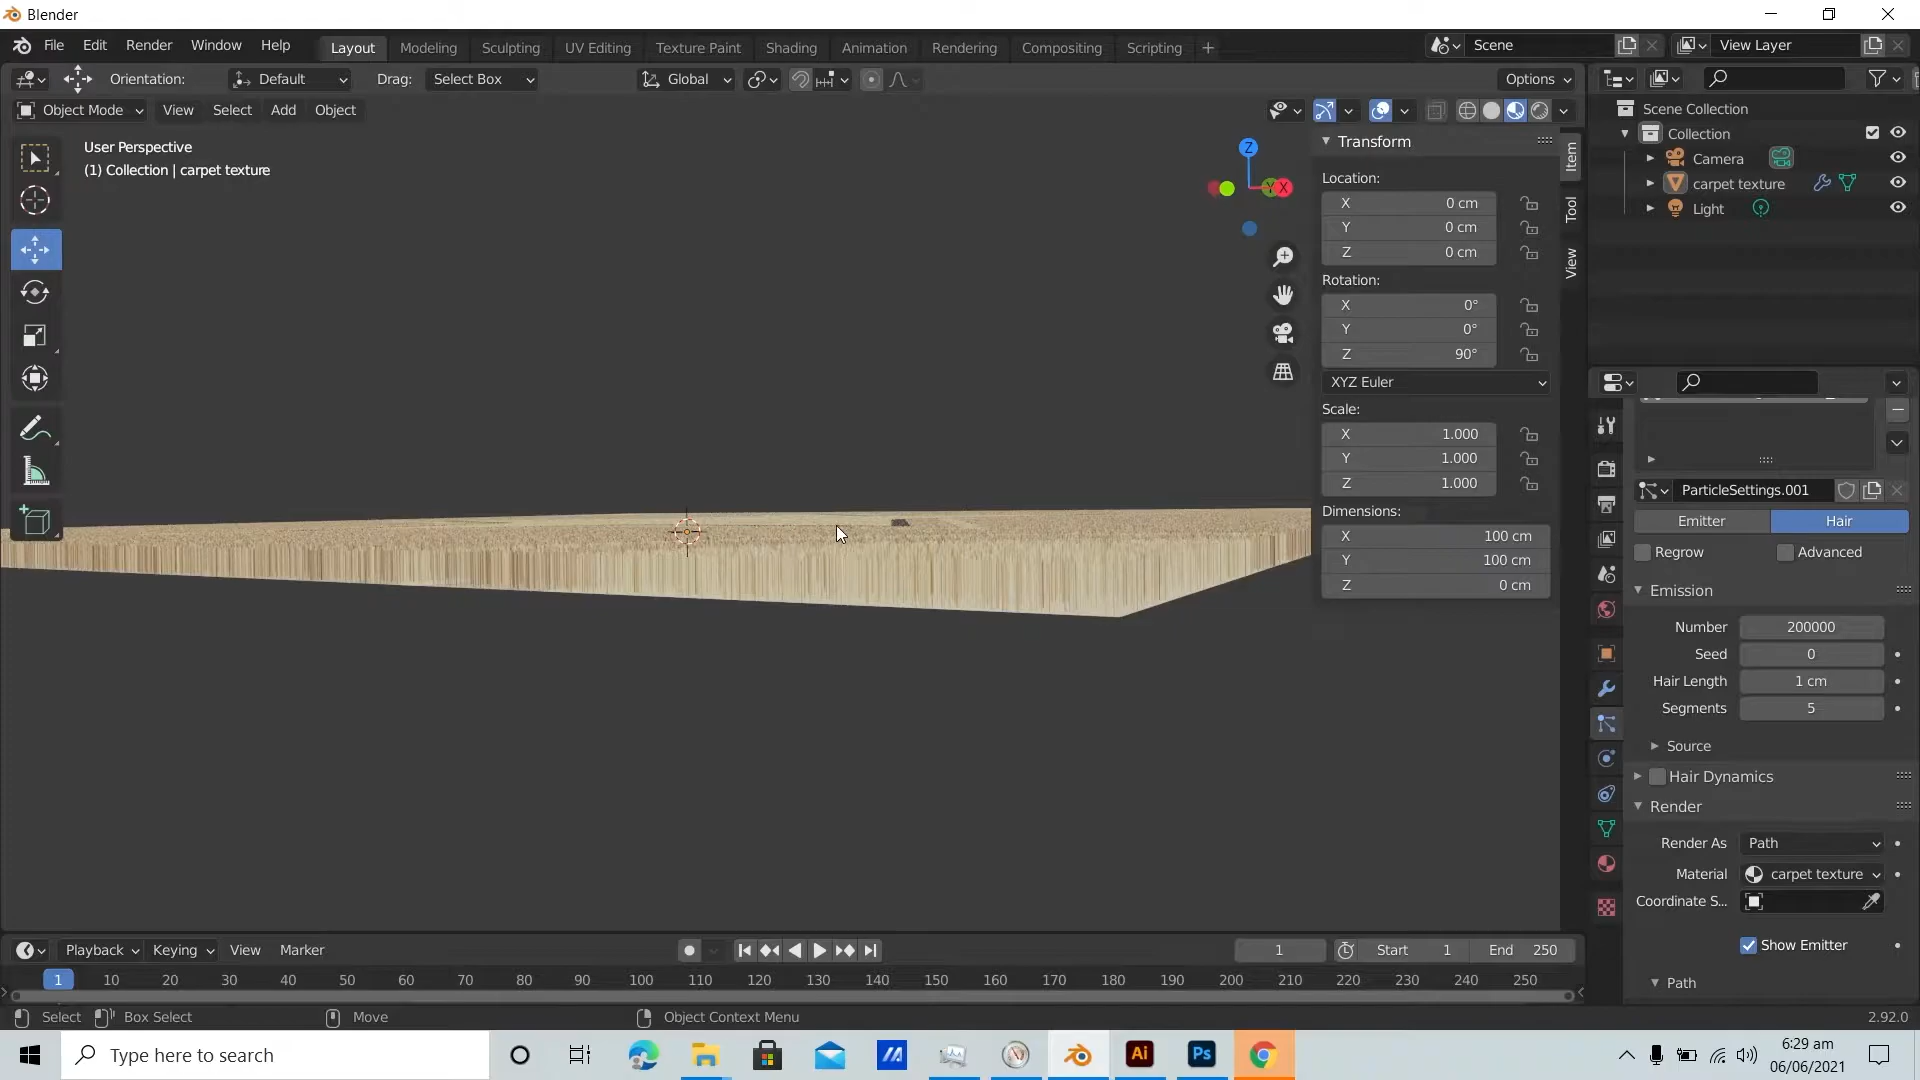 Blender
File Edit Render Window Help Layout Modeling Sculpting UV Editing Texture Paint Shading Animation Rendering Compositing Scripting + Scene View Layer
Orientation: Default Drag: Select Box Global Options
Object Mode View Select Add Object
User Perspective
(1) Collection | carpet texture
Z
Y X
Transform
Location:
X 0 cm
Y 0 cm
Z 0 cm
Rotation:
X 0°
Y 0°
Z 90°
XYZ Euler
Scale:
X 1.000
Y 1.000
Z 1.000
Dimensions:
X 100 cm
Y 100 cm
Z 0 cm
Item
Tool
View
Scene Collection
Collection
Camera
carpet texture
Light
ParticleSettings.001
Emitter Hair
Regrow Advanced
Emission
Number 200000
Seed 0
Hair Length 1 cm
Segments 5
Source
Hair Dynamics
Render
Render As Path
Material carpet texture
Coordinate S...
Show Emitter
Path
Playback Keying View Marker 1 Start 1 End 250
1 10 20 30 40 50 60 70 80 90 100 110 120 130 140 150 160 170 180 190 200 210 220 230 240 250
Select Box Select Move Object Context Menu 2.92.0
Type here to search Ai Ps 6:29 am
06/06/2021